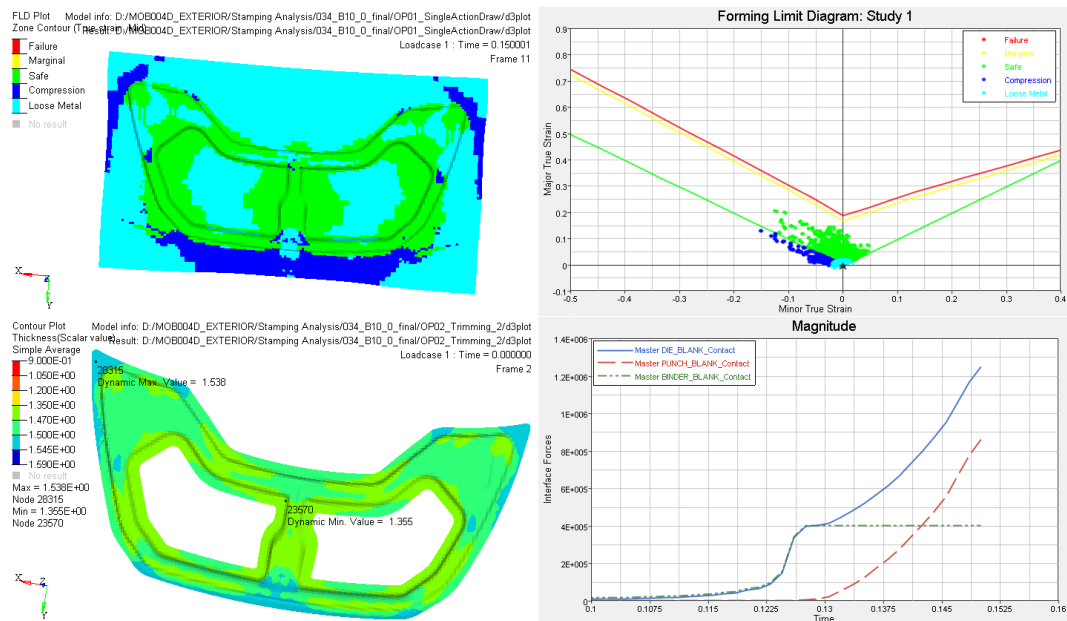 FLD Plot
Zone Contour (True strain, Mid)
Model info: D:/MOB004D_EXTERIOR/Stamping Analysis/034_B10_0_final/OP01_SingleActionDraw/d3plot
Result: D:/MOB004D_EXTERIOR/Stamping Analysis/034_B10_0_final/OP01_SingleActionDraw/d3plot
Loadcase 1 : Time = 0.150001
Frame 11
Failure
Marginal
Safe
Compression
Loose Metal
No result
X
Z
Y
Forming Limit Diagram: Study 1
Failure
Marginal
Safe
Compression
Loose Metal
Major True Strain
0.9
0.8
0.7
0.6
0.5
0.4
0.3
0.2
0.1
0
-0.1
-0.5 -0.4 -0.3 -0.2 -0.1 0 0.1 0.2 0.3 0.4
Minor True Strain
Contour Plot
Thickness(Scalar value)
Simple Average
Model info: D:/MOB004D_EXTERIOR/Stamping Analysis/034_B10_0_final/OP02_Trimming_2/d3plot
Result: D:/MOB004D_EXTERIOR/Stamping Analysis/034_B10_0_final/OP02_Trimming_2/d3plot
Loadcase 1 : Time = 0.000000
Frame 2
9.000E-01
1.050E+00
1.200E+00
1.350E+00
1.470E+00
1.500E+00
1.545E+00
1.590E+00
No result
Max = 1.538E+00
Node 28315
Min = 1.355E+00
Node 23570
28315
Dynamic Max. Value = 1.538
23570
Dynamic Min. Value = 1.355
X
Z
Y
Magnitude
Master DIE_BLANK_Contact
Master PUNCH_BLANK_Contact
Master BINDER_BLANK_Contact
Interface Forces
1.4E+006
1.2E+006
1E+006
8E+005
6E+005
4E+005
2E+005
0
0.1 0.1075 0.115 0.1225 0.13 0.1375 0.145 0.1525 0.16
Time